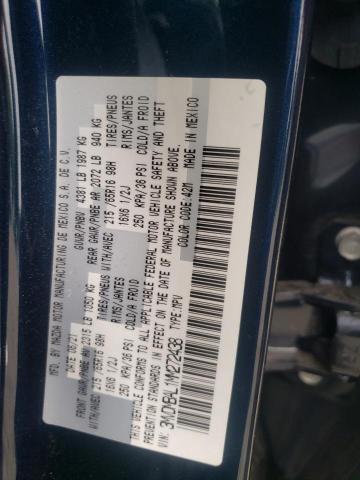 MFD. BY MAZDA MOTOR MANUFACTURING DE MEXICO S.A. DE C.V.
DATE 06/21 GVWR/PNBV 4381 LB 1987 KG
FRONT GAWR/PNBE AV 2315 LB 1050 KG REAR GAWR/PNBE AR 2072 LB 940 KG
WITH/AVEC 215 /65R16 98H TIRES/PNEUS WITH/AVEC 215 /65R16 98H TIRES/PNEUS
16X6 1/2J RIMS/JANTES 16X6 1/2J RIMS/JANTES
250 KPA/36 PSI COLD/A FROID 250 KPA/36 PSI COLD/A FROID
THIS VEHICLE CONFORMS TO ALL APPLICABLE FEDERAL MOTOR VEHICLE SAFETY AND THEFT
PREVENTION STANDARDS IN EFFECT ON THE DATE OF MANUFACTURE SHOWN ABOVE.
COLOR CODE: 42M MADE IN MEXICO
TYPE: MPV